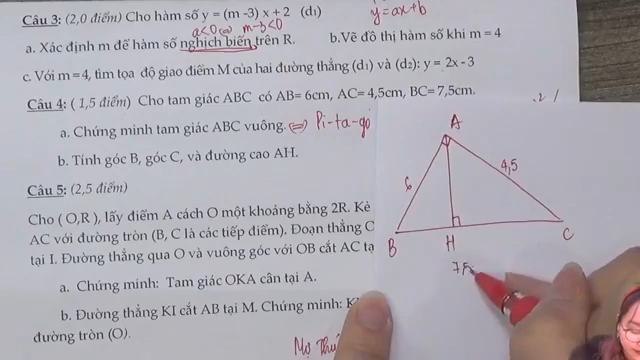 Câu 3: (2,0 điểm) Cho hàm số y = (m -3) x + 2 (d₁)
y = ax + b
a<0 ⇔ m-3<0
a. Xác định m để hàm số nghịch biến trên R. b. Vẽ đồ thị hàm số khi m = 4
c. Với m = 4, tìm tọa độ giao điểm M của hai đường thẳng (d₁) và (d₂): y = 2x - 3
Câu 4: ( 1,5 điểm) Cho tam giác ABC có AB= 6cm, AC= 4,5cm, BC= 7,5cm.
a. Chứng minh tam giác ABC vuông. ⇔ Pi-ta-go
b. Tính góc B, góc C, và đường cao AH.
Câu 5: (2,5 điểm)
Cho ( O,R ), lấy điểm A cách O một khoảng bằng 2R. Kẻ
AC với đường tròn (B, C là các tiếp điểm). Đoạn thẳng
tại I. Đường thẳng qua O và vuông góc với OB cắt AC tạ
a. Chứng minh: Tam giác OKA cân tại A.
b. Đường thẳng KI cắt AB tại M. Chứng minh: K
đường tròn (O).
A
6
4,5
B
H
C